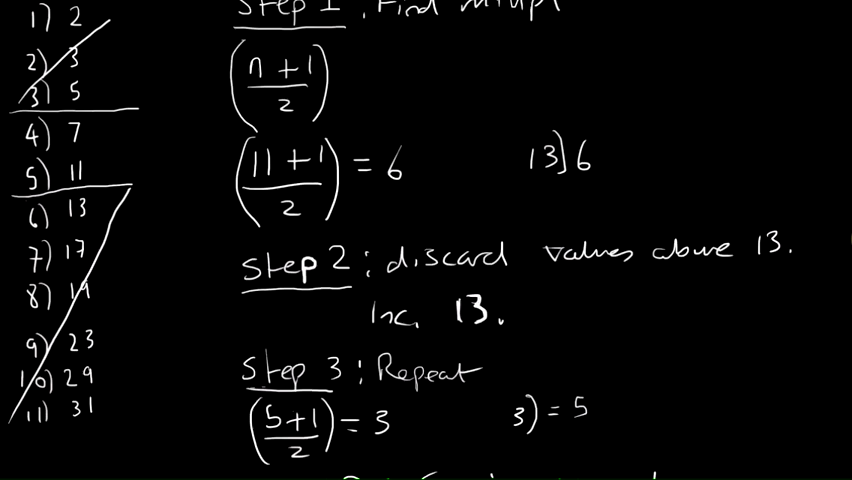 1) 2
2) 3
3) 5
4) 7
5) 11
6) 13
7) 17
8) 19
9) 23
10) 29
11) 31
Step 1 : Find
(n + 1 / 2)
(11 + 1 / 2) = 6 13) 6
Step 2 : discard values above 13.
Inc. 13.
Step 3 : Repeat
(5+1 / 2) = 3 3) = 5